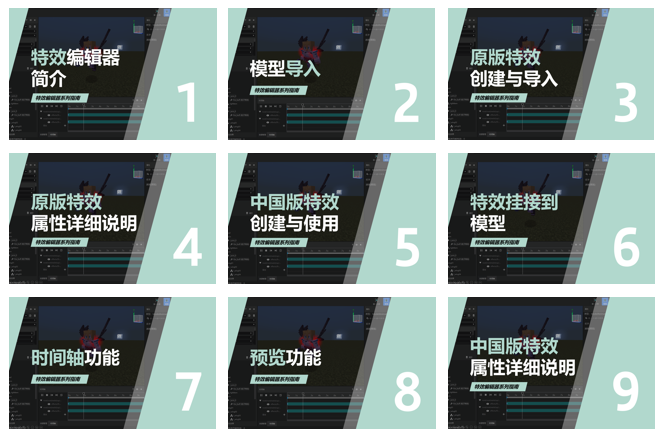 特效编辑器
简介
特效编辑器系列指南
1
模型导入
特效编辑器系列指南
2
原版特效
创建与导入
特效编辑器系列指南
3
原版特效
属性详细说明
特效编辑器系列指南
4
中国版特效
创建与使用
特效编辑器系列指南
5
特效挂接到
模型
特效编辑器系列指南
6
时间轴功能
特效编辑器系列指南
7
预览功能
特效编辑器系列指南
8
中国版特效
属性详细说明
特效编辑器系列指南
9